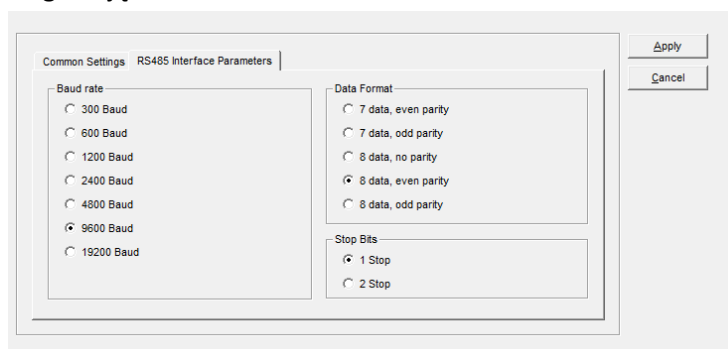 Common Settings
RS485 Interface Parameters
Apply
Cancel
Baud rate
300 Baud
600 Baud
1200 Baud
2400 Baud
4800 Baud
9600 Baud
19200 Baud
Data Format
7 data, even parity
7 data, odd parity
8 data, no parity
8 data, even parity
8 data, odd parity
Stop Bits
1 Stop
2 Stop